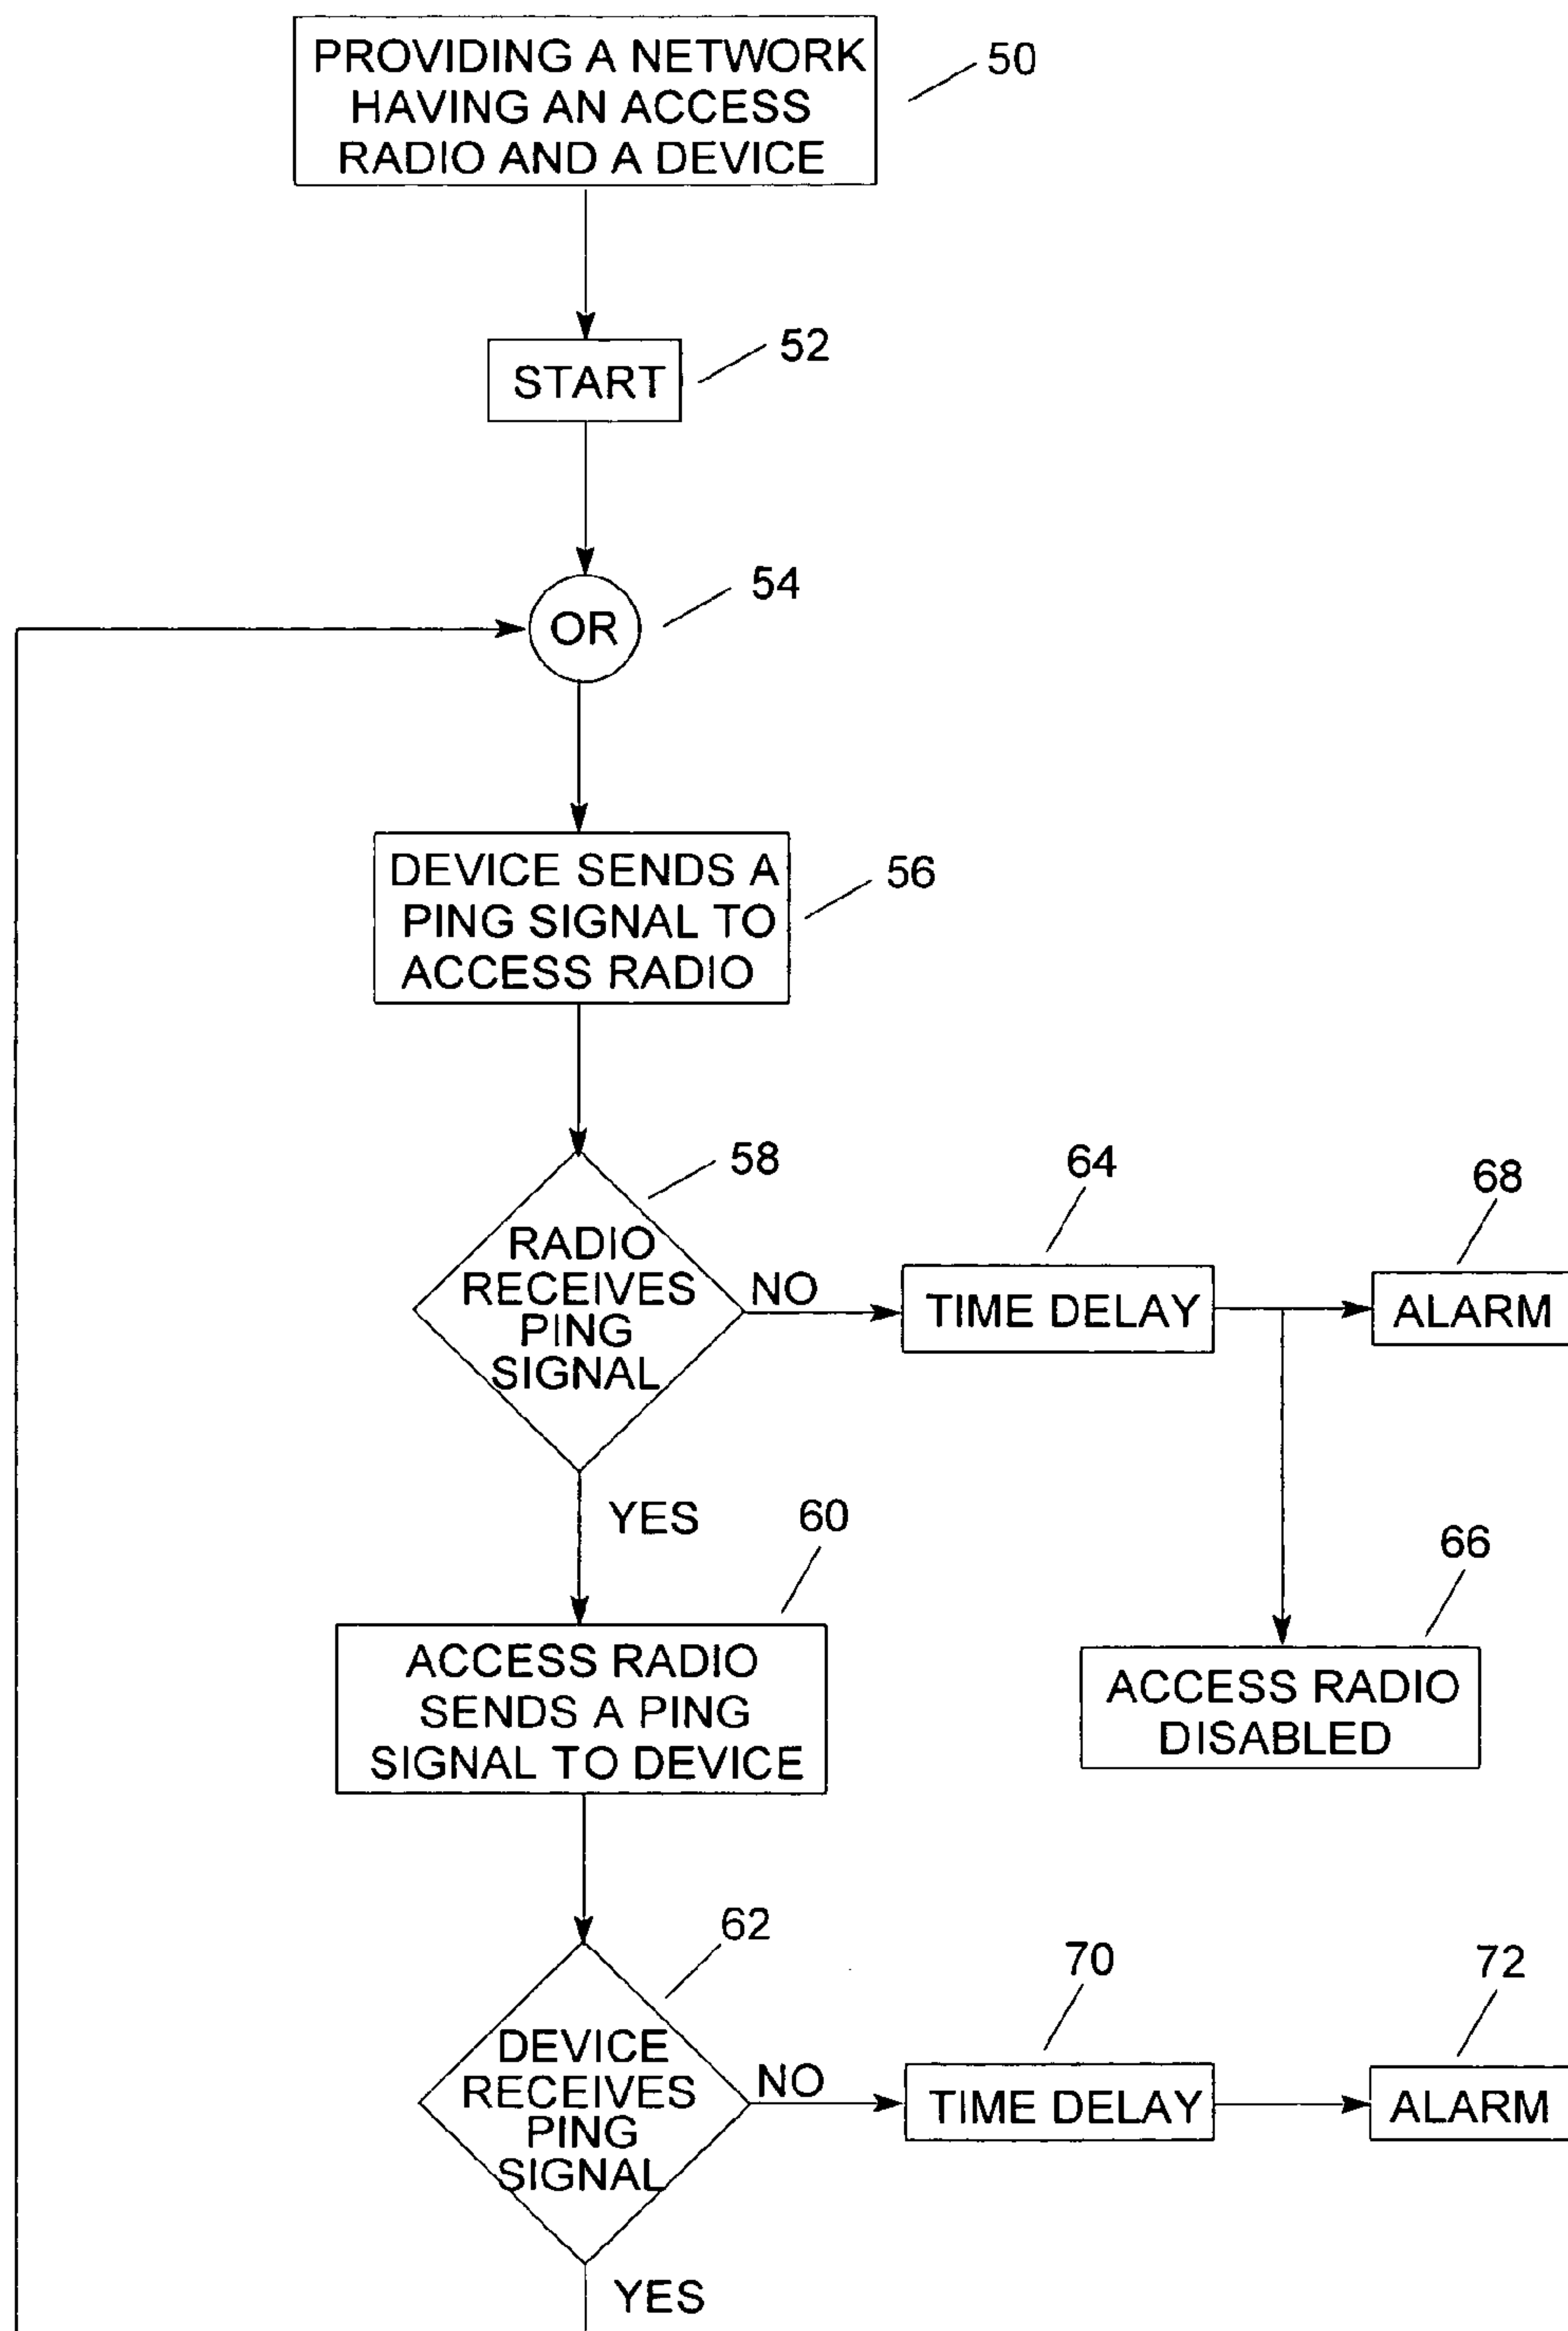 PROVIDING A NETWORK
HAVING AN ACCESS
RADIO AND A DEVICE
50
START
52
OR
54
DEVICE SENDS A
PING SIGNAL TO
ACCESS RADIO
56
RADIO
RECEIVES
PING
SIGNAL
58
NO
TIME DELAY
64
ALARM
68
YES
ACCESS RADIO
DISABLED
66
ACCESS RADIO
SENDS A PING
SIGNAL TO DEVICE
60
DEVICE
RECEIVES
PING
SIGNAL
62
NO
TIME DELAY
70
ALARM
72
YES